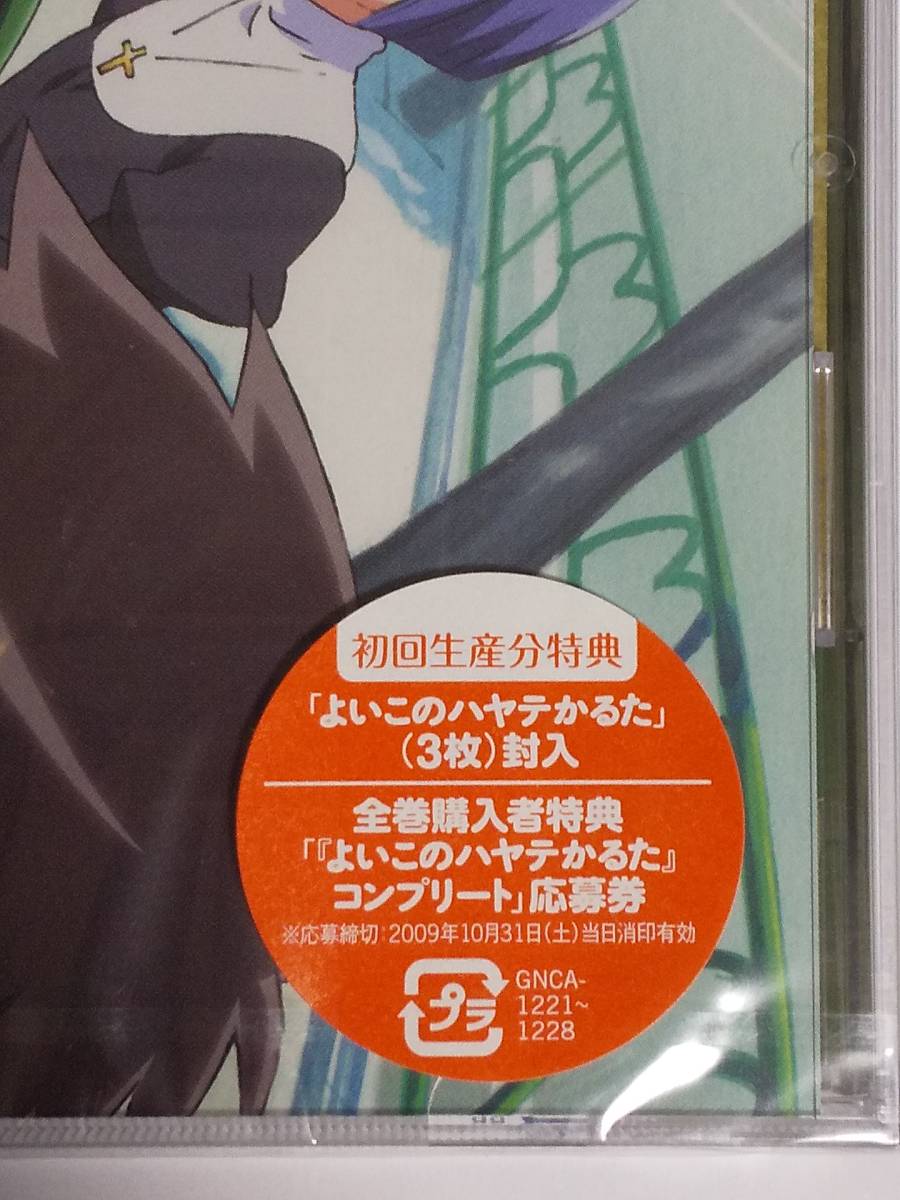 初回生産分特典
「よいこのハヤテかるた」
(3枚)封入
全巻購入者特典
「『よいこのハヤテかるた』
コンプリート」応募券
※応募締切:2009年10月31日(土)当日消印有効
プラ
GNCA-
1221~
1228